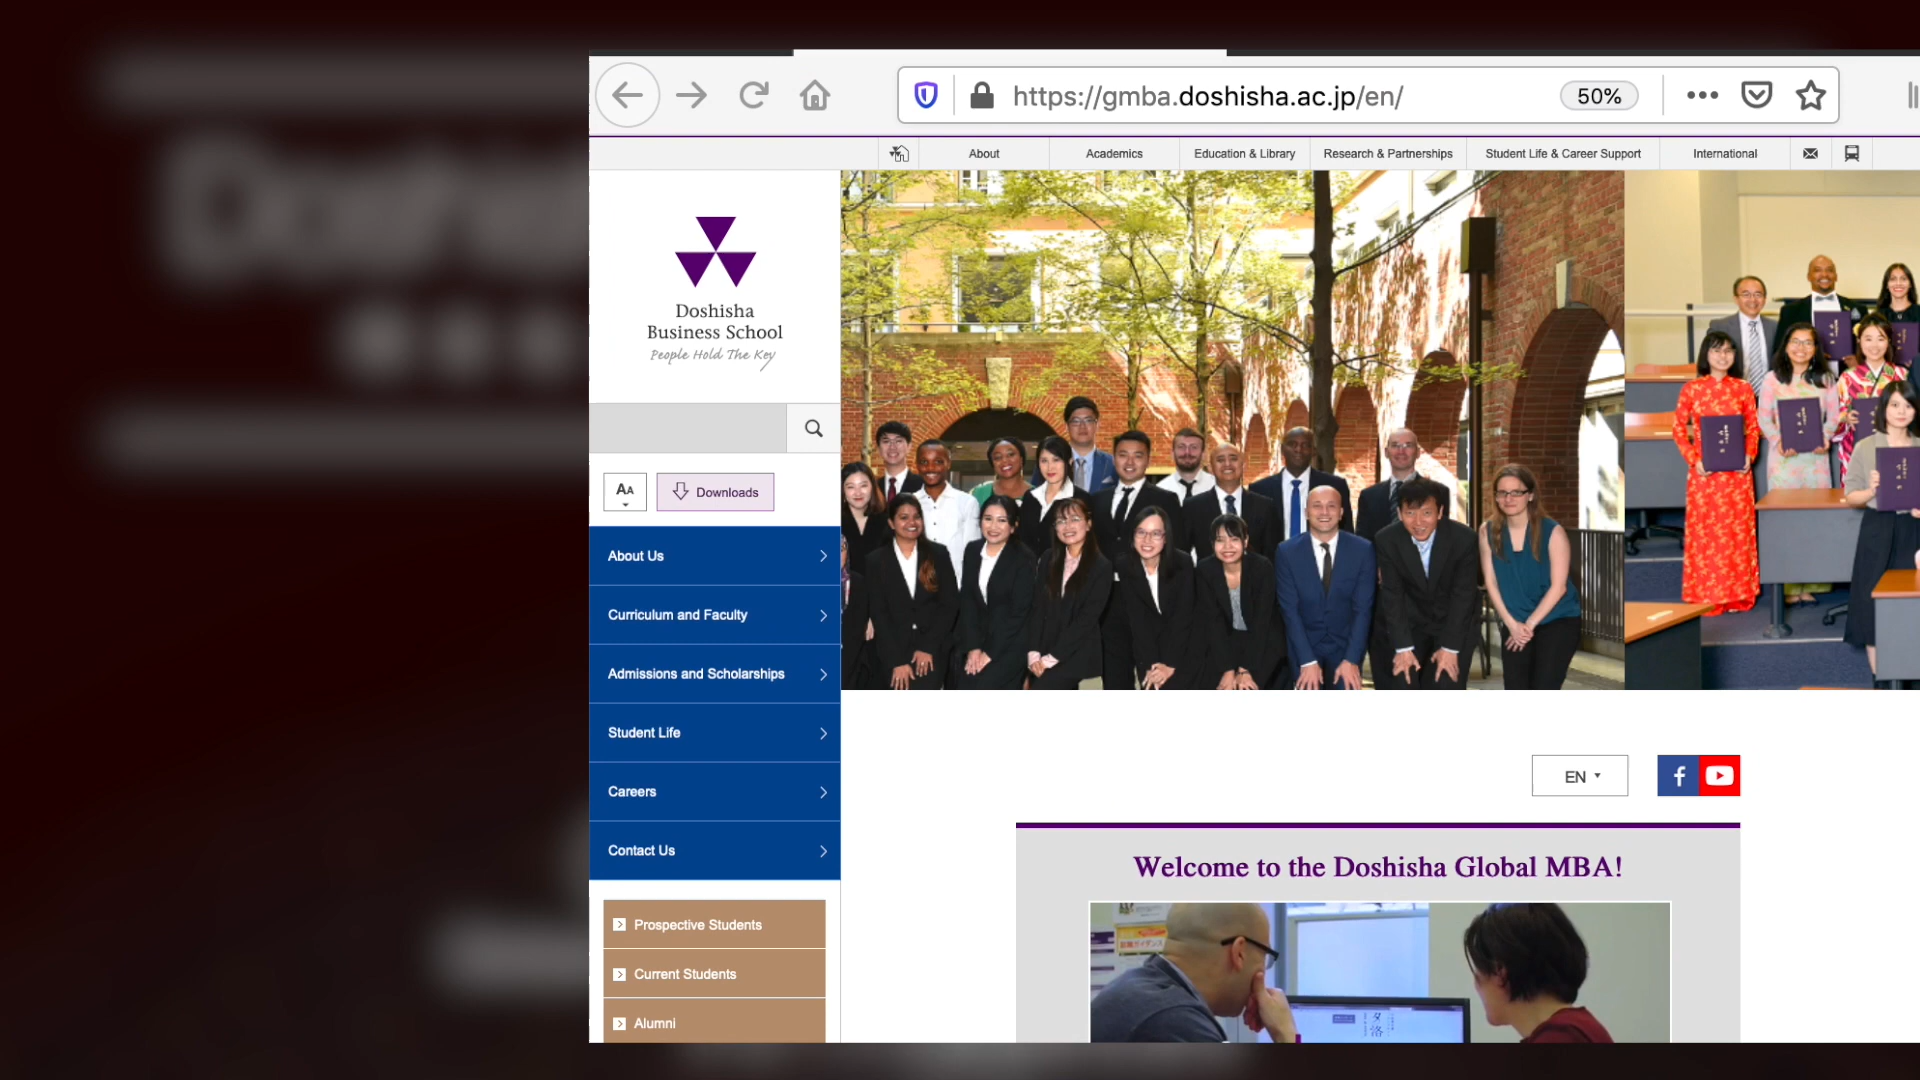 https://gmba.doshisha.ac.jp/en/
50%
About
Academics
Education & Library
Research & Partnerships
Student Life & Career Support
International
Doshisha
Business School
People Hold The Key
AA
Downloads
About Us
Curriculum and Faculty
Admissions and Scholarships
Student Life
Careers
Contact Us
Prospective Students
Current Students
Alumni
EN
Welcome to the Doshisha Global MBA!